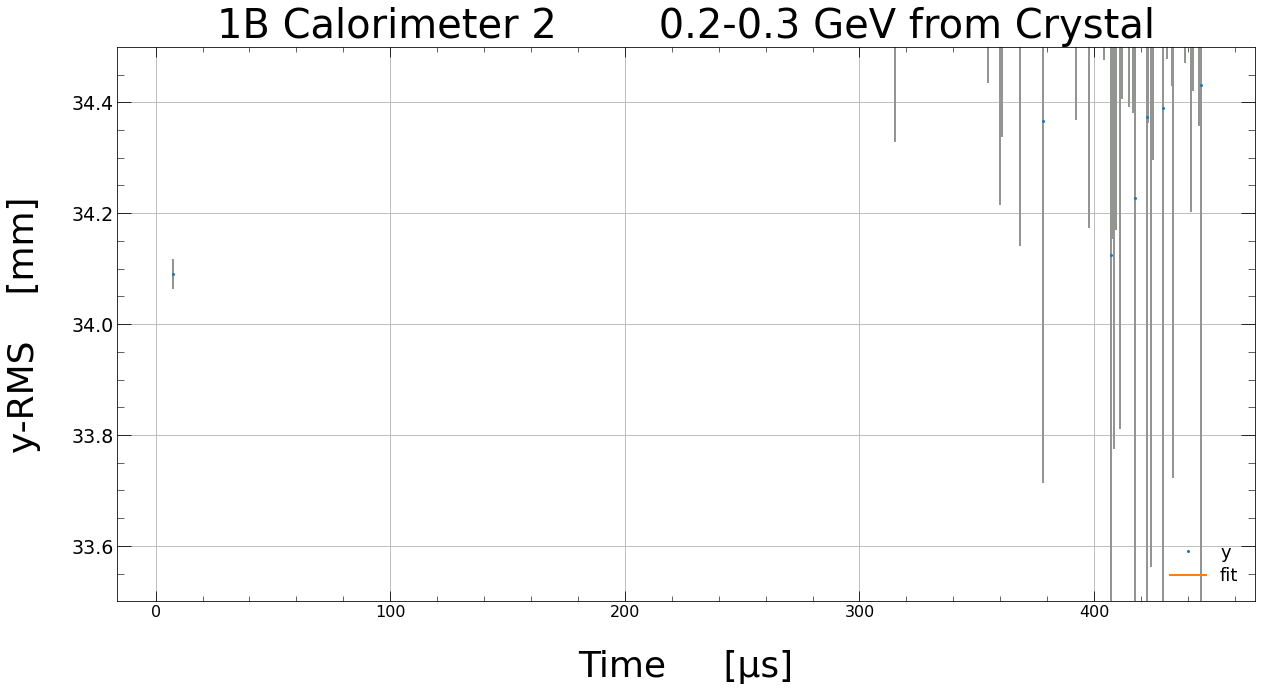 1B Calorimeter 2 0.2-0.3 GeV from Crystal
y-RMS [mm]
34.4
34.2
34.0
33.8
33.6
y
fit
0 100 200 300 400
Time [µs]